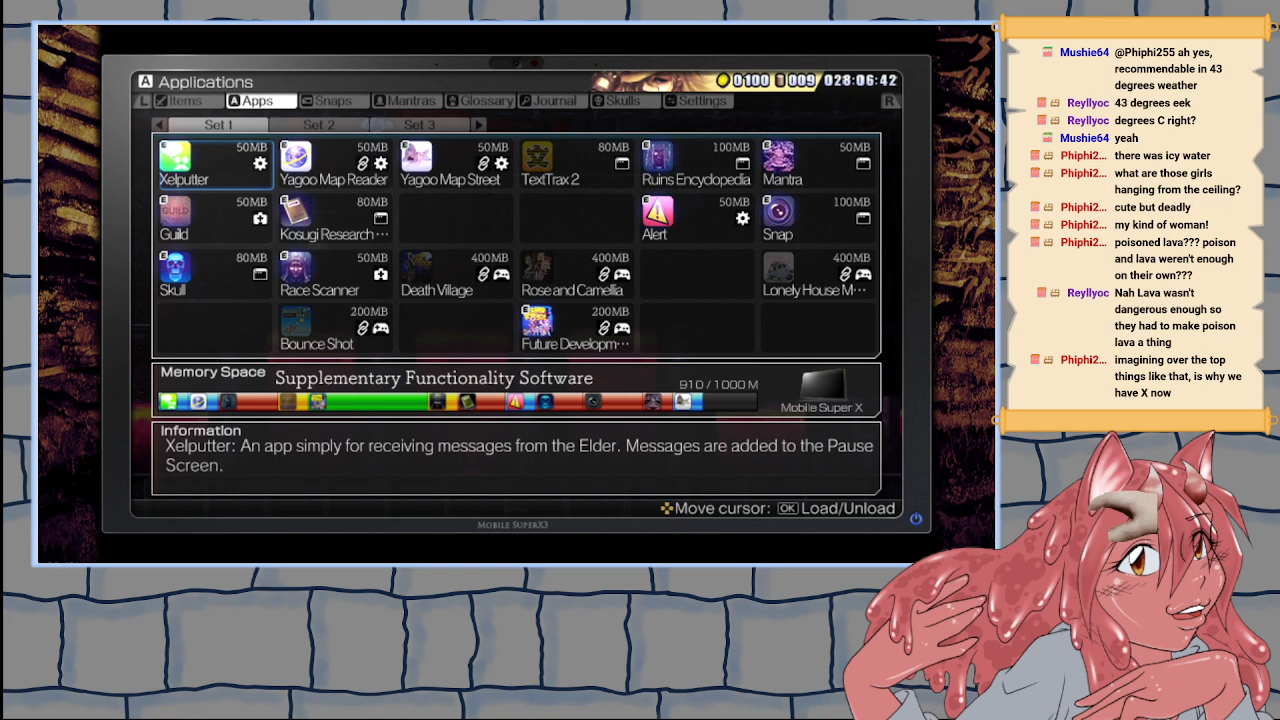 A Applications
0100 009 028:06:42
L Items A Apps Snaps Mantras Glossary Journal Skulls Settings R
Set 1 Set 2 Set 3
50MB 50MB 50MB 80MB 100MB 50MB
Xelputter Yagoo Map Reader Yagoo Map Street TextTrax 2 Ruins Encyclopedia Mantra
50MB 80MB 50MB 100MB
GUILD
Guild Kosugi Research⋯ Alert Snap
80MB 50MB 400MB 400MB 400MB
Skull Race Scanner Death Village Rose and Camellia Lonely House M⋯
200MB 200MB
Bounce Shot Future Developm⋯
Memory Space Supplementary Functionality Software 910 / 1000 M
Mobile Super X
Information
Xelputter: An app simply for receiving messages from the Elder. Messages are added to the Pause
Screen.
Move cursor: OK Load/Unload
MOBILE SUPERX3
Mushie64 @Phiphi255 ah yes,
recommendable in 43
degrees weather
Reyllyoc 43 degrees eek
Reyllyoc degrees C right?
Mushie64 yeah
Phiphi2... there was icy water
Phiphi2... what are those girls
hanging from the ceiling?
Phiphi2... cute but deadly
Phiphi2... my kind of woman!
Phiphi2... poisoned lava??? poison
and lava weren't enough
on their own???
Reyllyoc Nah Lava wasn't
dangerous enough so
they had to make poison
lava a thing
Phiphi2... imagining over the top
things like that, is why we
have X now